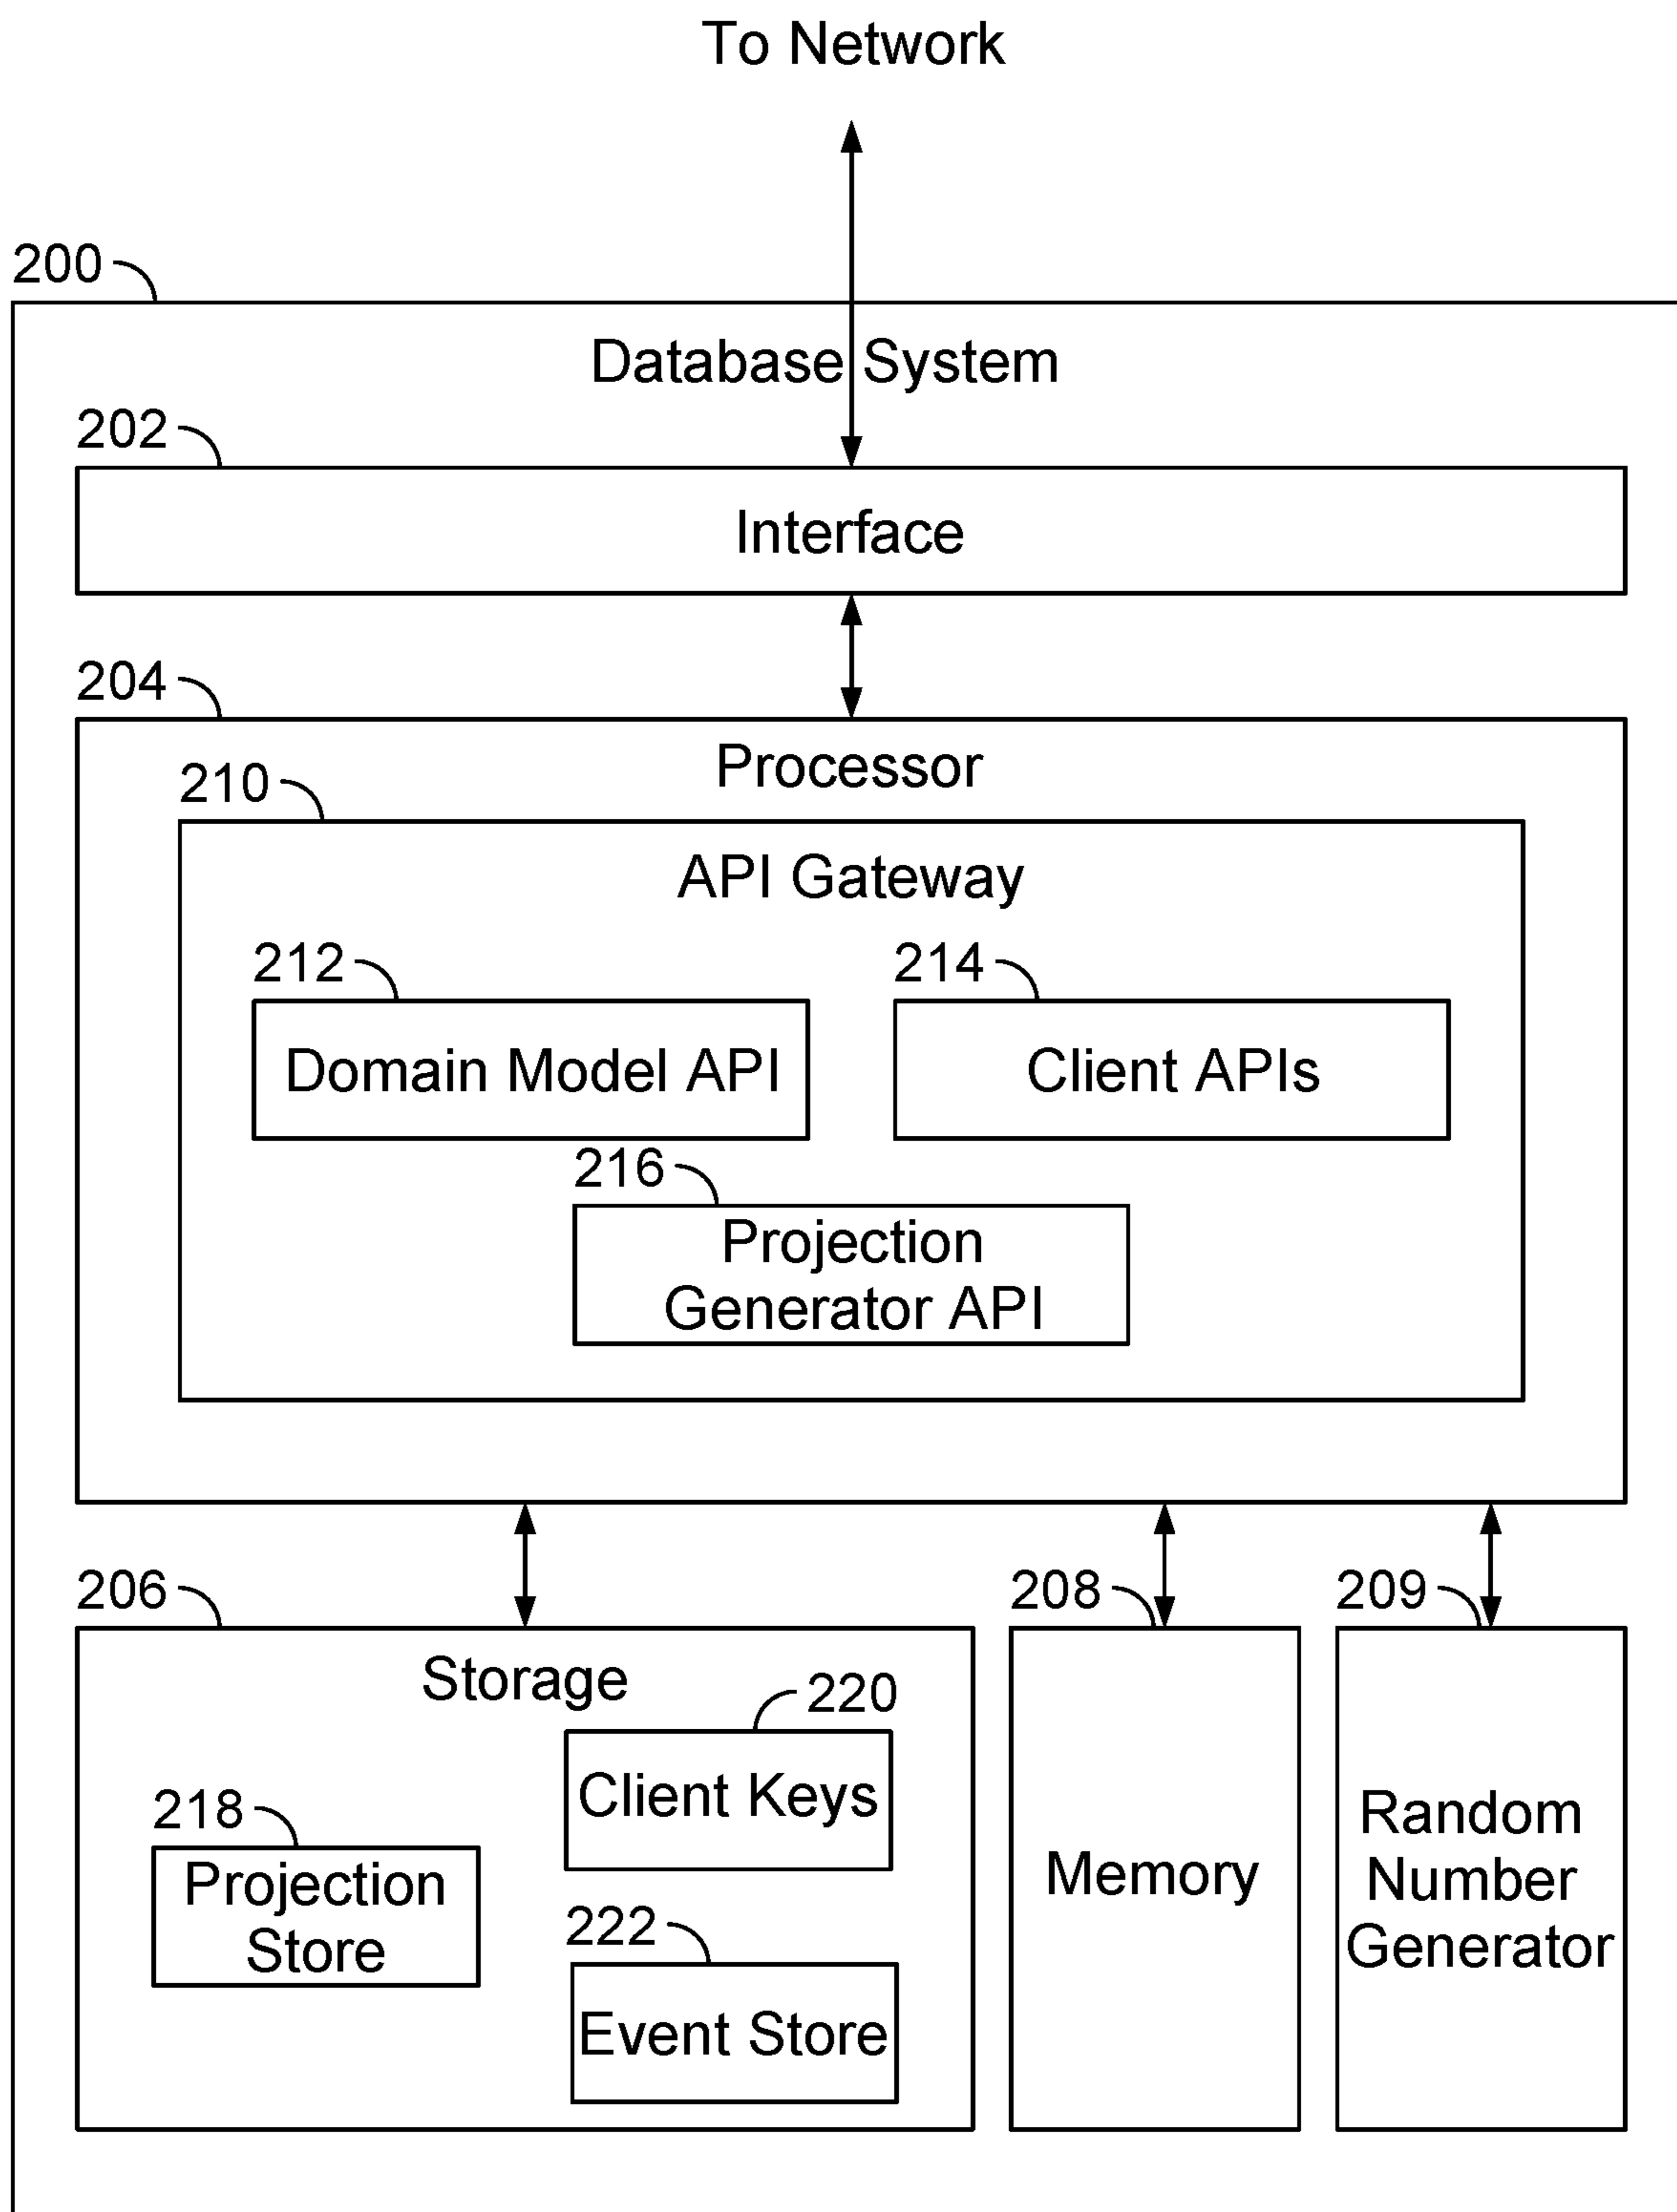 To Network
200
Database System
202
Interface
204
Processor
210
API Gateway
212
214
Domain Model API
Client APIs
216
Projection
Generator API
206
208
209
Storage
220
Client Keys
218
Projection
Store
222
Event Store
Memory
Random
Number
Generator